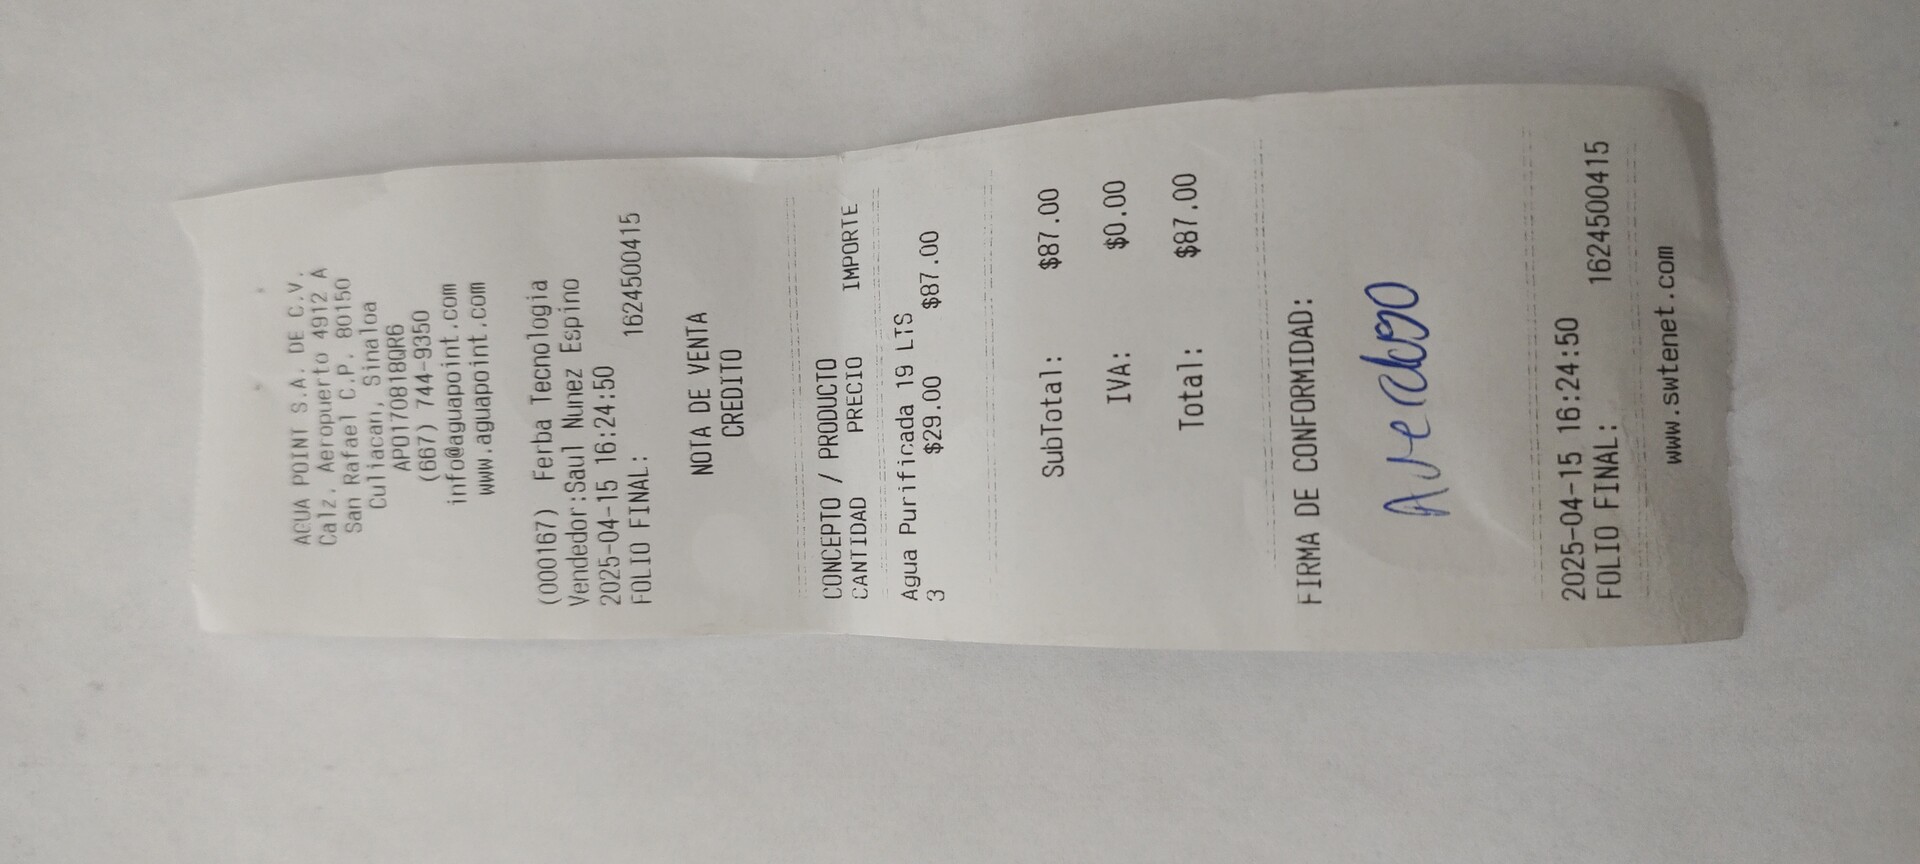 AGUA POINT S.A. DE C.V.
Calz. Aeropuerto 4912 A
San Rafael C.P. 80150
Culiacan, Sinaloa
APO170818QR6
(667) 744-9350
info@aguapoint.com
www.aguapoint.com
(000167) Ferba Tecnologia
Vendedor:Saul Nunez Espino
2025-04-15 16:24:50
FOLIO FINAL: 1624500415
NOTA DE VENTA
CREDITO
CONCEPTO / PRODUCTO
CANTIDAD PRECIO IMPORTE
Agua Purificada 19 LTS
3 $29.00 $87.00
SubTotal: $87.00
IVA: $0.00
Total: $87.00
FIRMA DE CONFORMIDAD:
2025-04-15 16:24:50
FOLIO FINAL: 1624500415
www.swtenet.com